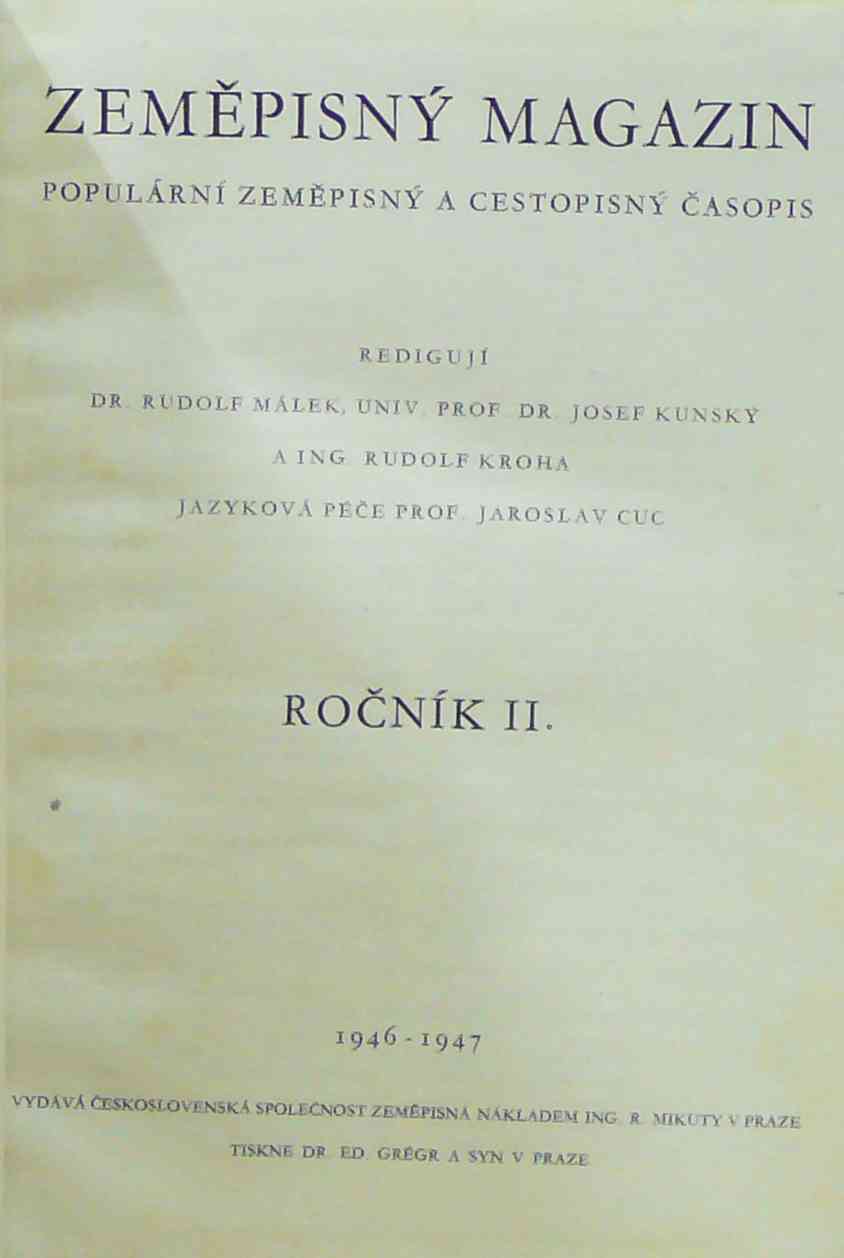 ZEMĚPISNÝ MAGAZIN
POPULÁRNÍ ZEMĚPISNÝ A CESTOPISNÝ ČASOPIS
REDIGUJÍ
DR. RUDOLF MÁLEK, UNIV. PROF. DR. JOSEF KUNSKÝ
A ING. RUDOLF KROHA
JAZYKOVÁ PÉČE PROF. JAROSLAV CUC
ROČNÍK II.
1946-1947
VYDÁVÁ ČESKOSLOVENSKÁ SPOLEČNOST ZEMĚPISNÁ NÁKLADEM ING. R. MIKUTY V PRAZE
TISKNE DR. ED. GRÉGR A SYN V PRAZE